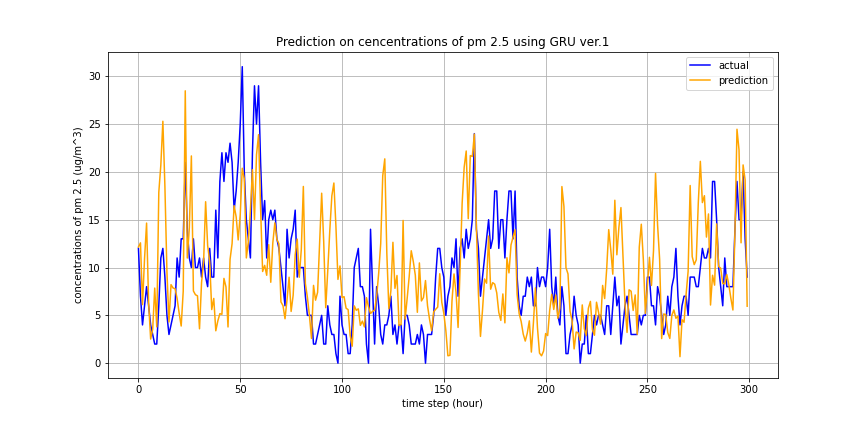 Prediction on cencentrations of pm 2.5 using GRU ver.1
actual
prediction
concentrations of pm 2.5 (ug/m^3)
30
25
20
15
10
5
0
0 50 100 150 200 250 300
time step (hour)